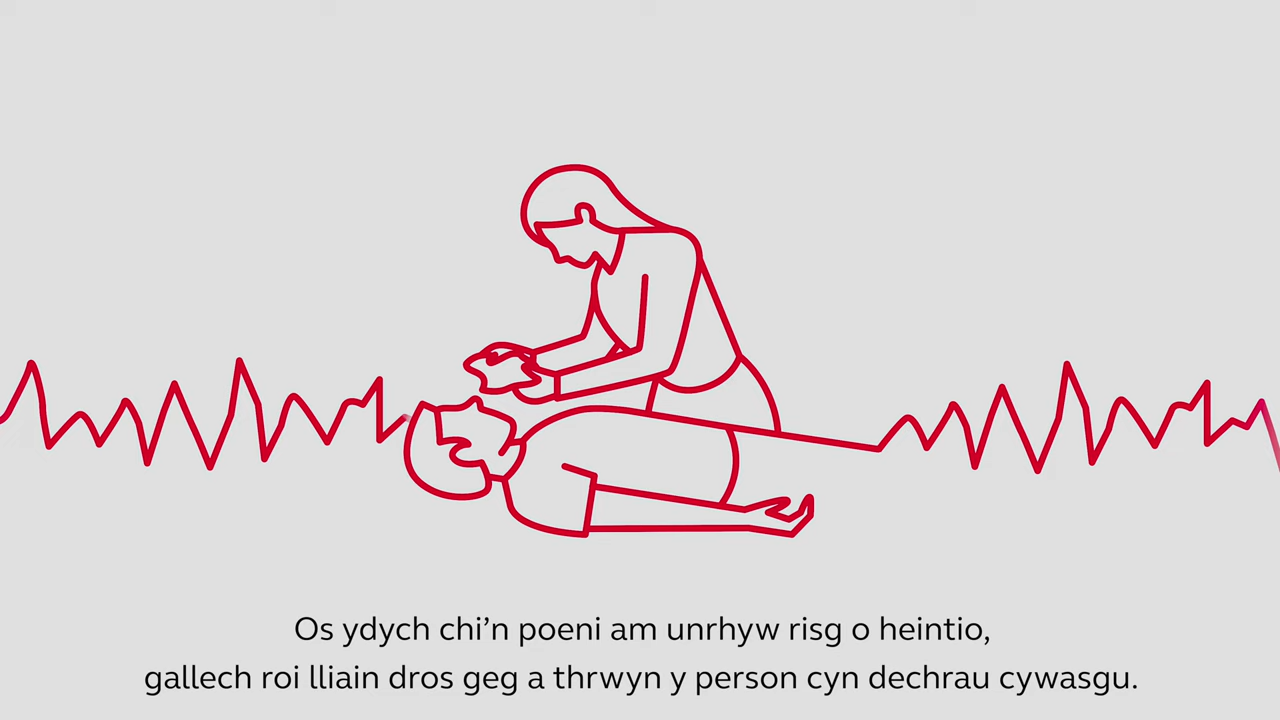 Os ydych chi’n poeni am unrhyw risg o heintio,
gallech roi lliain dros geg a thrwyn y person cyn dechrau cywasgu.